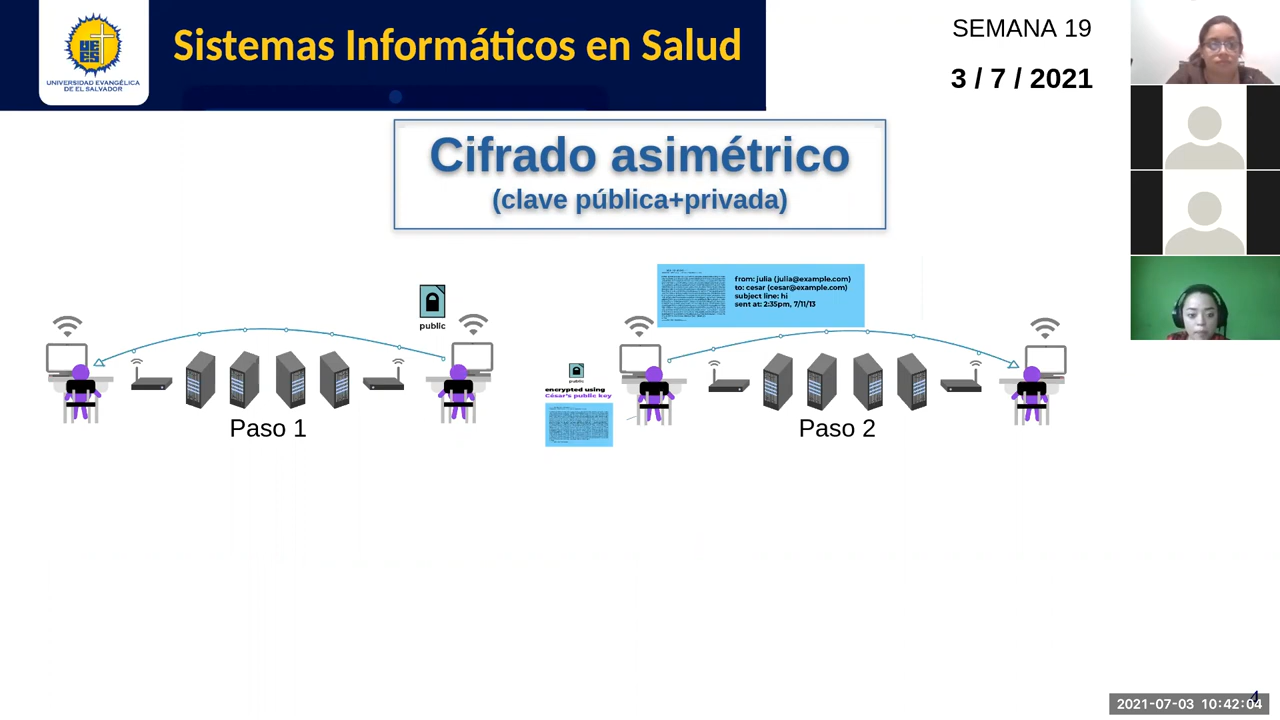 UNIVERSIDAD EVANGÉLICA
DE EL SALVADOR
Sistemas Informáticos en Salud
SEMANA 19
3 / 7 / 2021
Cifrado asimétrico
(clave pública+privada)
public
from: julia (julia@example.com)
to: cesar (cesar@example.com)
subject line: hi
sent at: 2:35pm, 7/11/13
public
encrypted using
César's public key
Paso 1
Paso 2
4
2021-07-03 10:42:04